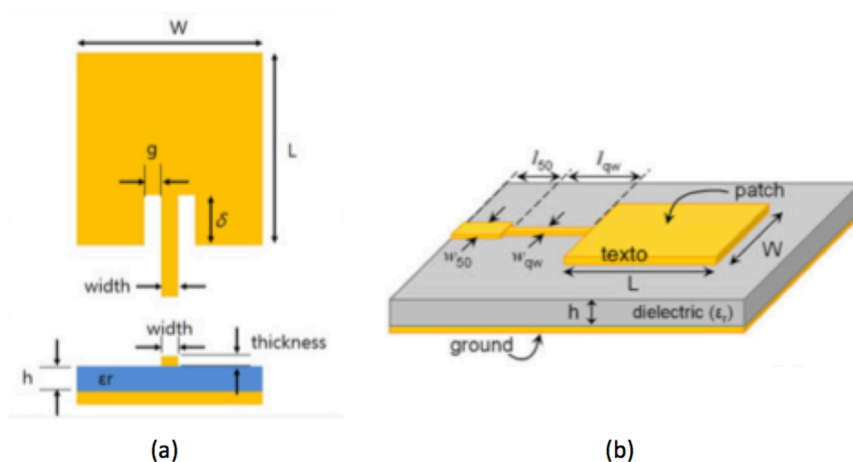 W
g
L
δ
width
width
thickness
h
εr
(a)
l50
lqw
patch
w50
wqw
texto
W
L
h
dielectric (εr)
ground
(b)